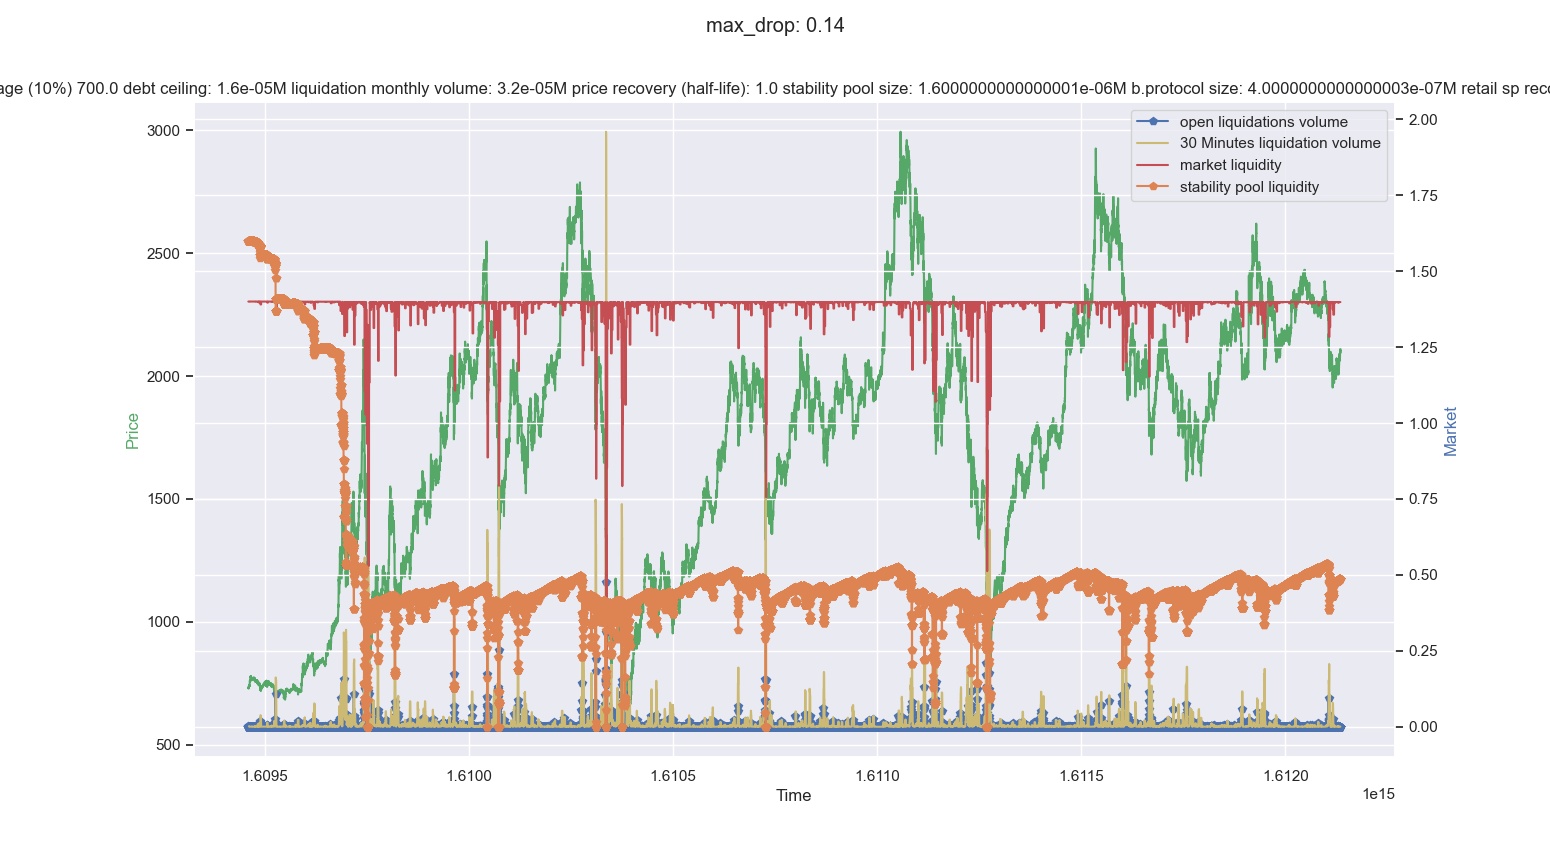 max_drop: 0.14
(10%) 700.0 debt ceiling: 1.6e-05M liquidation monthly volume: 3.2e-05M price recovery (half-life): 1.0 stability pool size: 1.6000000000000001e-06M b.protocol size: 4.0000000000000003e-07M retail sp
open liquidations volume
30 Minutes liquidation volume
market liquidity
stability pool liquidity
3000
2500
2000
1500
1000
500
Price
2.00
1.75
1.50
1.25
1.00
0.75
0.50
0.25
0.00
Market
1.6095
1.6100
1.6105
1.6110
1.6115
1.6120
1e15
Time